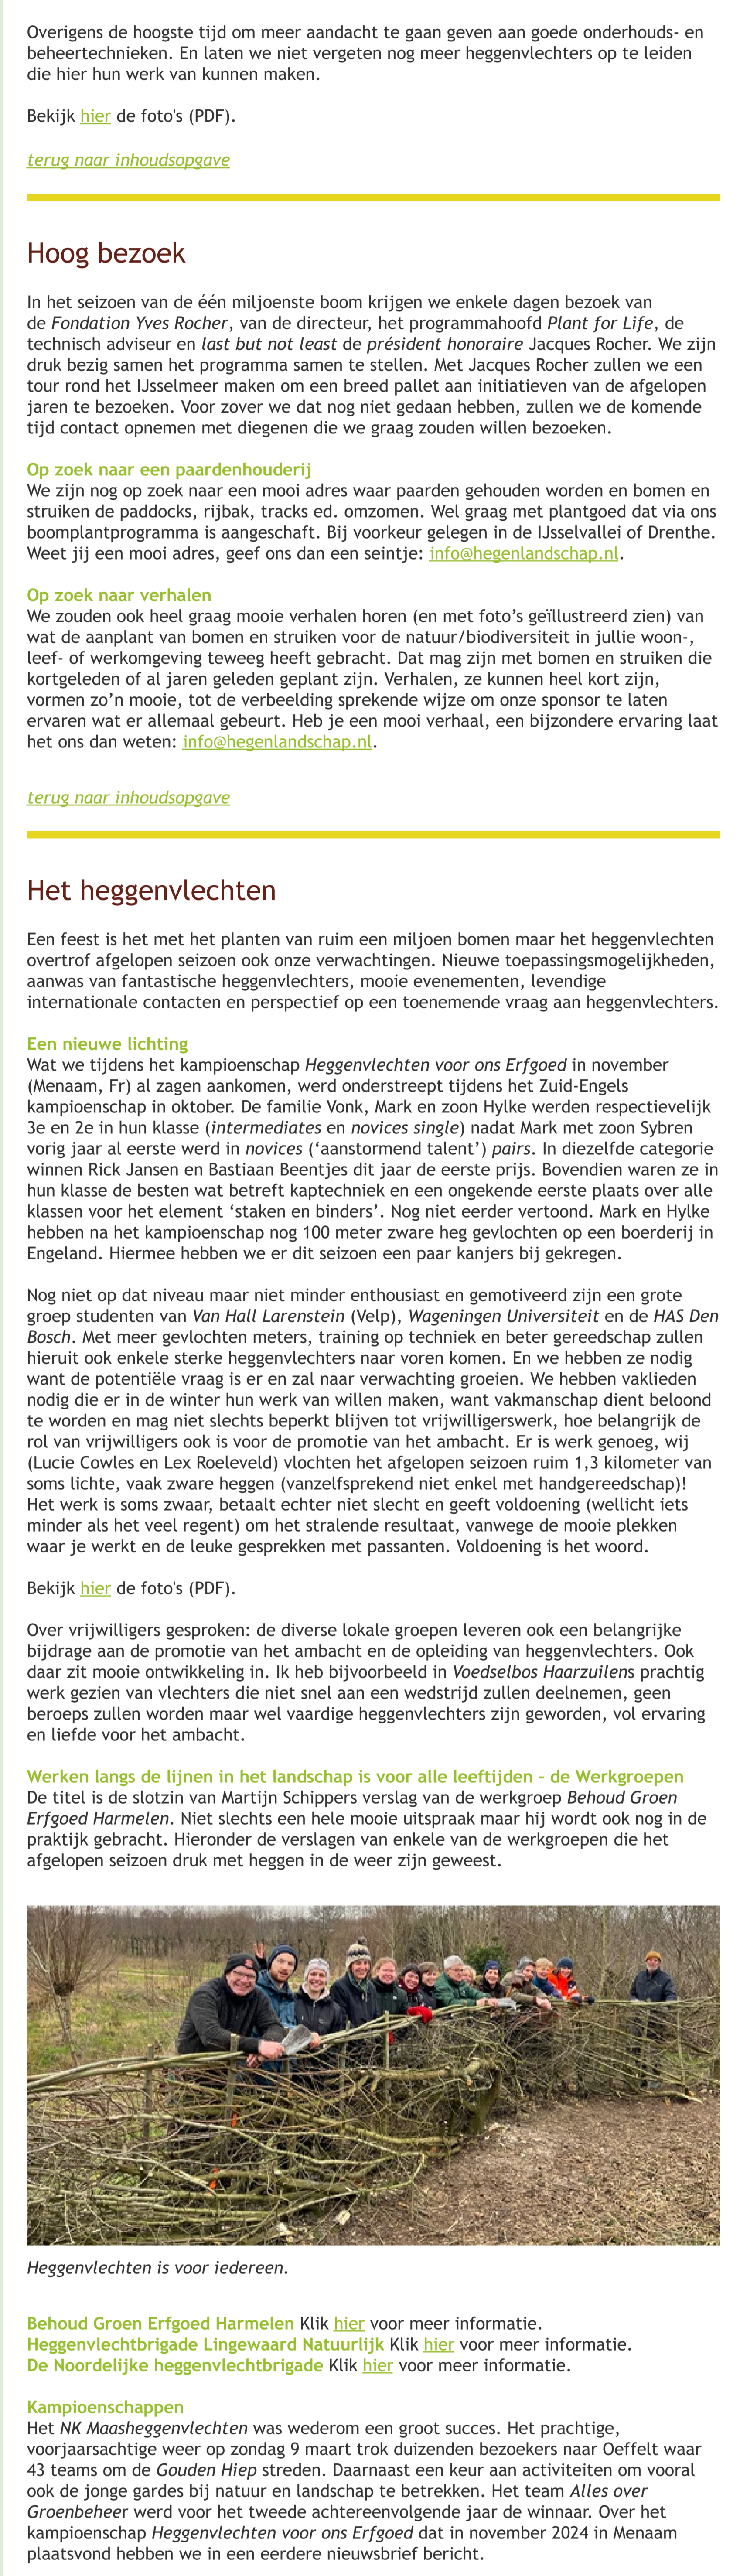 Overigens de hoogste tijd om meer aandacht te gaan geven aan goede onderhouds- en
beheertechnieken. En laten we niet vergeten nog meer heggenvlechters op te leiden
die hier hun werk van kunnen maken.
Bekijk hier de foto's (PDF).
terug naar inhoudsopgave
Hoog bezoek
In het seizoen van de één miljoenste boom krijgen we enkele dagen bezoek van
de Fondation Yves Rocher, van de directeur, het programmahoofd Plant for Life, de
technisch adviseur en last but not least de président honoraire Jacques Rocher. We zijn
druk bezig samen het programma samen te stellen. Met Jacques Rocher zullen we een
tour rond het IJsselmeer maken om een breed pallet aan initiatieven van de afgelopen
jaren te bezoeken. Voor zover we dat nog niet gedaan hebben, zullen we de komende
tijd contact opnemen met diegenen die we graag zouden willen bezoeken.
Op zoek naar een paardenhouderij
We zijn nog op zoek naar een mooi adres waar paarden gehouden worden en bomen en
struiken de paddocks, rijbak, tracks ed. omzomen. Wel graag met plantgoed dat via ons
boomplantprogramma is aangeschaft. Bij voorkeur gelegen in de IJsselvallei of Drenthe.
Weet jij een mooi adres, geef ons dan een seintje: info@hegenlandschap.nl.
Op zoek naar verhalen
We zouden ook heel graag mooie verhalen horen (en met foto's geïllustreerd zien) van
wat de aanplant van bomen en struiken voor de natuur/biodiversiteit in jullie woon-,
leef- of werkomgeving teweeg heeft gebracht. Dat mag zijn met bomen en struiken die
kortgeleden of al jaren geleden geplant zijn. Verhalen, ze kunnen heel kort zijn,
vormen zo'n mooie, tot de verbeelding sprekende wijze om onze sponsor te laten
ervaren wat er allemaal gebeurt. Heb je een mooi verhaal, een bijzondere ervaring laat
het ons dan weten: info@hegenlandschap.nl.
terug naar inhoudsopgave
Het heggenvlechten
Een feest is het met het planten van ruim een miljoen bomen maar het heggenvlechten
overtrof afgelopen seizoen ook onze verwachtingen. Nieuwe toepassingsmogelijkheden,
aanwas van fantastische heggenvlechters, mooie evenementen, levendige
internationale contacten en perspectief op een toenemende vraag aan heggenvlechters.
Een nieuwe lichting
Wat we tijdens het kampioenschap Heggenvlechten voor ons Erfgoed in november
(Menaam, Fr) al zagen aankomen, werd onderstreept tijdens het Zuid-Engels
kampioenschap in oktober. De familie Vonk, Mark en zoon Hylke werden respectievelijk
3e en 2e in hun klasse (intermediates en novices single) nadat Mark met zoon Sybren
vorig jaar al eerste werd in novices ('aanstormend talent') pairs. In diezelfde categorie
winnen Rick Jansen en Bastiaan Beentjes dit jaar de eerste prijs. Bovendien waren ze in
hun klasse de besten wat betreft kaptechniek en een ongekende eerste plaats over alle
klassen voor het element 'staken en binders'. Nog niet eerder vertoond. Mark en Hylke
hebben na het kampioenschap nog 100 meter zware heg gevlochten op een boerderij in
Engeland. Hiermee hebben we er dit seizoen een paar kanjers bij gekregen.
Nog niet op dat niveau maar niet minder enthousiast en gemotiveerd zijn een grote
groep studenten van Van Hall Larenstein (Velp), Wageningen Universiteit en de HAS Den
Bosch. Met meer gevlochten meters, training op techniek en beter gereedschap zullen
hieruit ook enkele sterke heggenvlechters naar voren komen. En we hebben ze nodig
want de potentiële vraag is er en zal naar verwachting groeien. We hebben vaklieden
nodig die er in de winter hun werk van willen maken, want vakmanschap dient beloond
te worden en mag niet slechts beperkt blijven tot vrijwilligerswerk, hoe belangrijk de
rol van vrijwilligers ook is voor de promotie van het ambacht. Er is werk genoeg, wij
(Lucie Cowles en Lex Roeleveld) vlochten het afgelopen seizoen ruim 1,3 kilometer van
soms lichte, vaak zware heggen (vanzelfsprekend niet enkel met handgereedschap)!
Het werk is soms zwaar, betaalt echter niet slecht en geeft voldoening (wellicht iets
minder als het veel regent) om het stralende resultaat, vanwege de mooie plekken
waar je werkt en de leuke gesprekken met passanten. Voldoening is het woord.
Bekijk hier de foto's (PDF).
Over vrijwilligers gesproken: de diverse lokale groepen leveren ook een belangrijke
bijdrage aan de promotie van het ambacht en de opleiding van heggenvlechters. Ook
daar zit mooie ontwikkeling in. Ik heb bijvoorbeeld in Voedselbos Haarzuilens prachtig
werk gezien van vlechters die niet snel aan een wedstrijd zullen deelnemen, geen
beroeps zullen worden maar wel vaardige heggenvlechters zijn geworden, vol ervaring
en liefde voor het ambacht.
Werken langs de lijnen in het landschap is voor alle leeftijden – de Werkgroepen
De titel is de slotzin van Martijn Schippers verslag van de werkgroep Behoud Groen
Erfgoed Harmelen. Niet slechts een hele mooie uitspraak maar hij wordt ook nog in de
praktijk gebracht. Hieronder de verslagen van enkele van de werkgroepen die het
afgelopen seizoen druk met heggen in de weer zijn geweest.
Heggenvlechten is voor iedereen.
Behoud Groen Erfgoed Harmelen Klik hier voor meer informatie.
Heggenvlechtbrigade Lingewaard Natuurlijk Klik hier voor meer informatie.
De Noordelijke heggenvlechtbrigade Klik hier voor meer informatie.
Kampioenschappen
Het NK Maasheggenvlechten was wederom een groot succes. Het prachtige,
voorjaarsachtige weer op zondag 9 maart trok duizenden bezoekers naar Oeffelt waar
43 teams om de Gouden Hiep streden. Daarnaast een keur aan activiteiten om vooral
ook de jonge gardes bij natuur en landschap te betrekken. Het team Alles over
Groenbeheer werd voor het tweede achtereenvolgende jaar de winnaar. Over het
kampioenschap Heggenvlechten voor ons Erfgoed dat in november 2024 in Menaam
plaatsvond hebben we in een eerdere nieuwsbrief bericht.